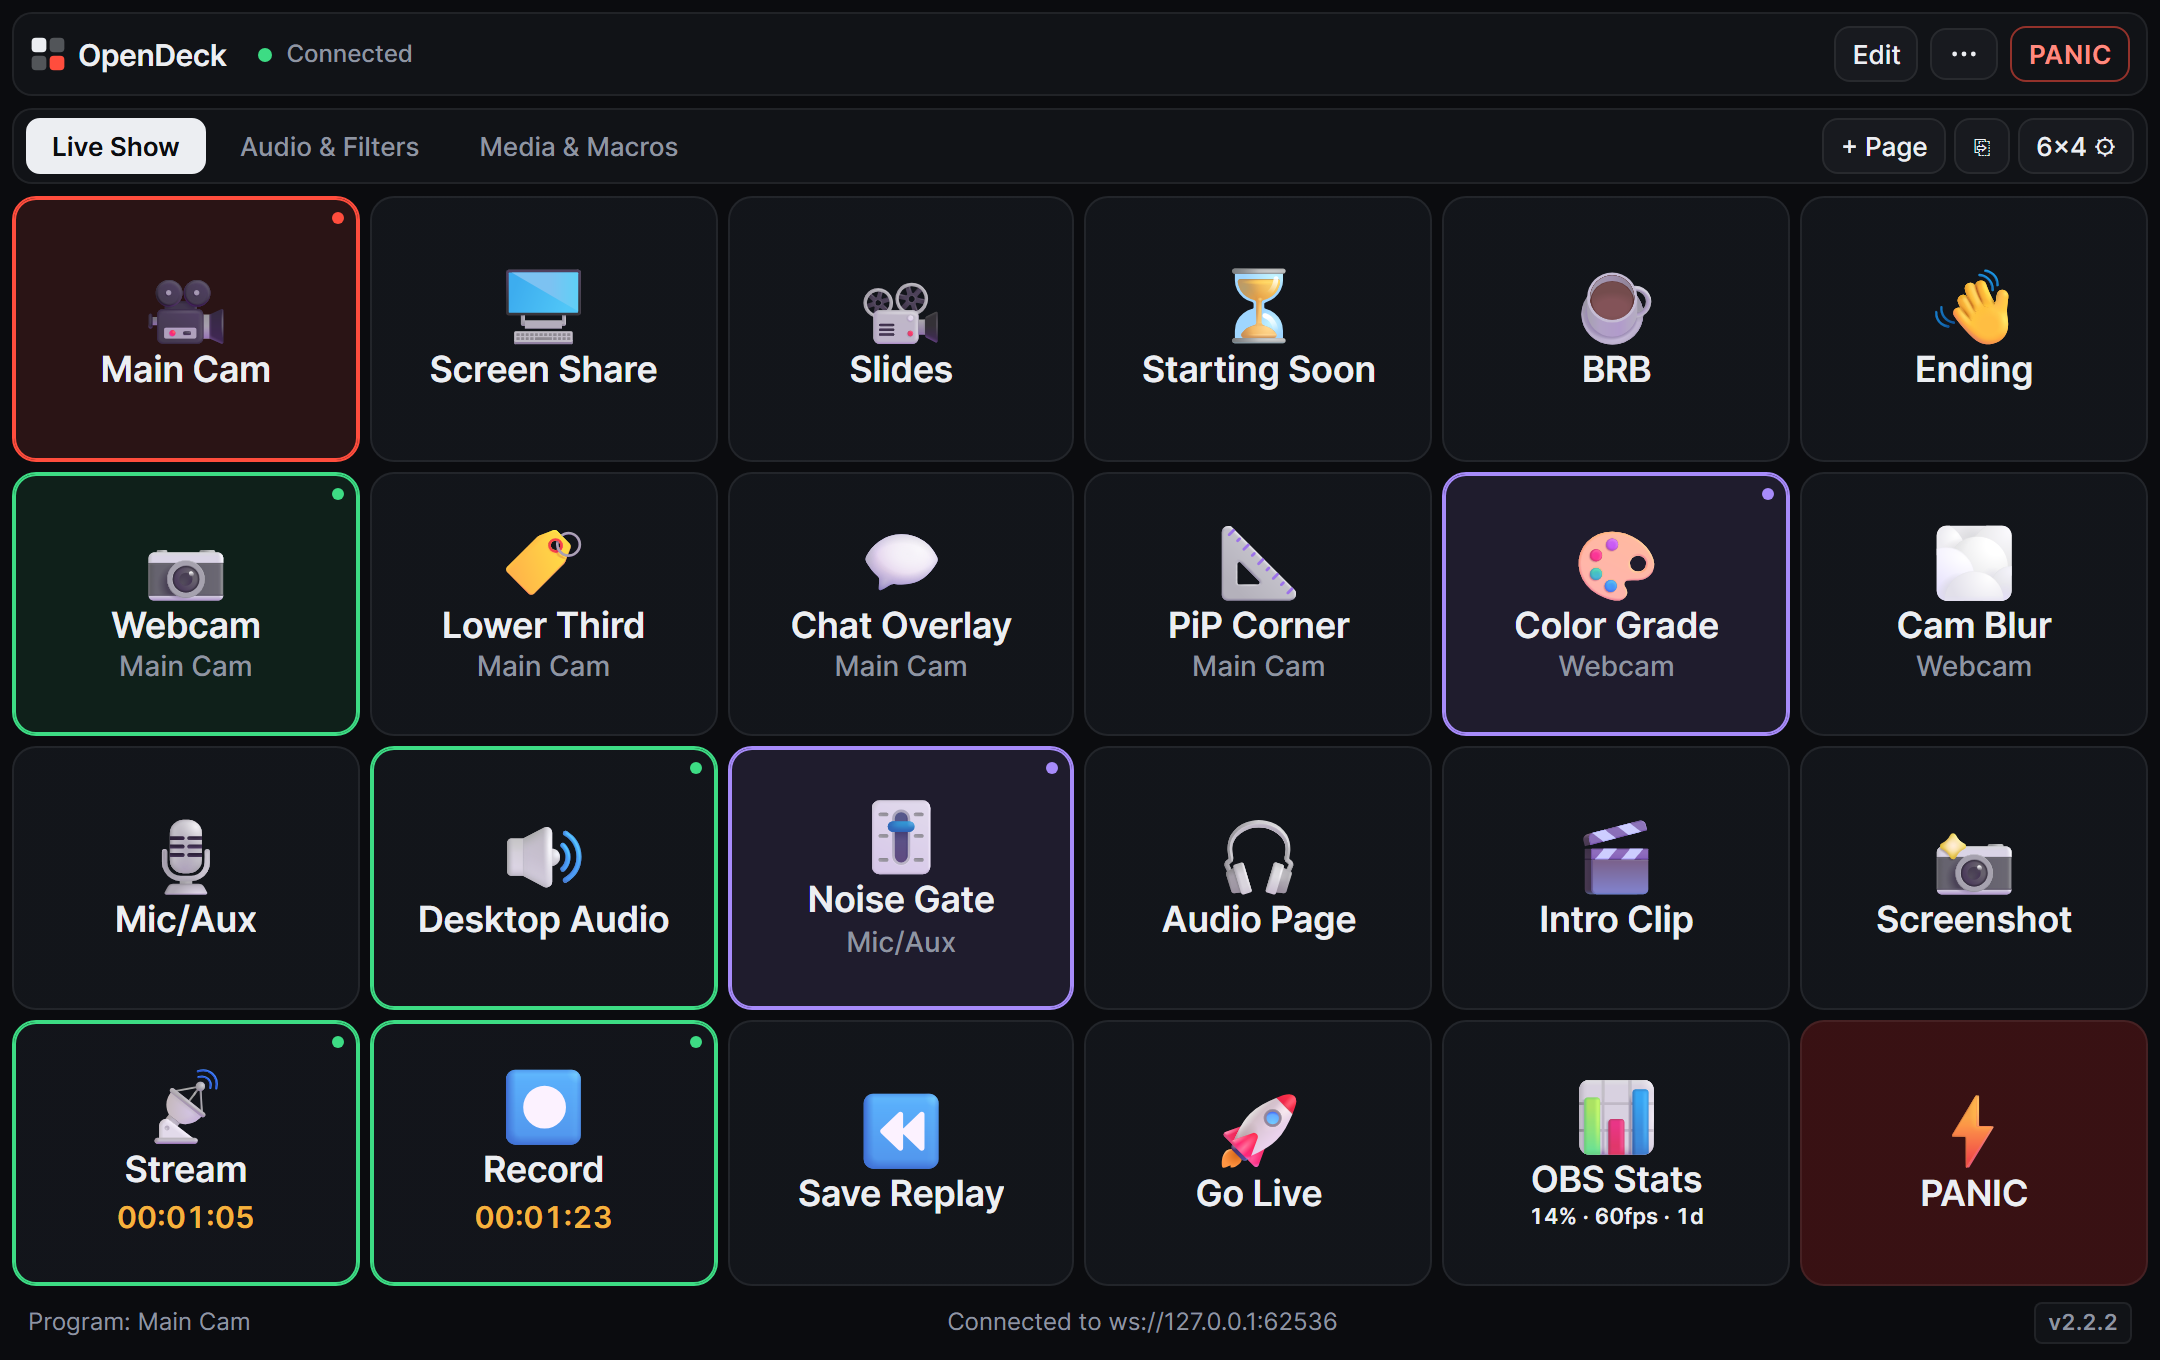 OpenDeck
Connected
Edit
···
PANIC
Live Show
Audio & Filters
Media & Macros
+ Page
6×4
Main Cam
Screen Share
Slides
Starting Soon
BRB
Ending
Webcam
Main Cam
Lower Third
Main Cam
Chat Overlay
Main Cam
PiP Corner
Main Cam
Color Grade
Webcam
Cam Blur
Webcam
Mic/Aux
Desktop Audio
Noise Gate
Mic/Aux
Audio Page
Intro Clip
Screenshot
Stream
00:01:05
Record
00:01:23
Save Replay
Go Live
OBS Stats
14% · 60fps · 1d
PANIC
Program: Main Cam
Connected to ws://127.0.0.1:62536
v2.2.2